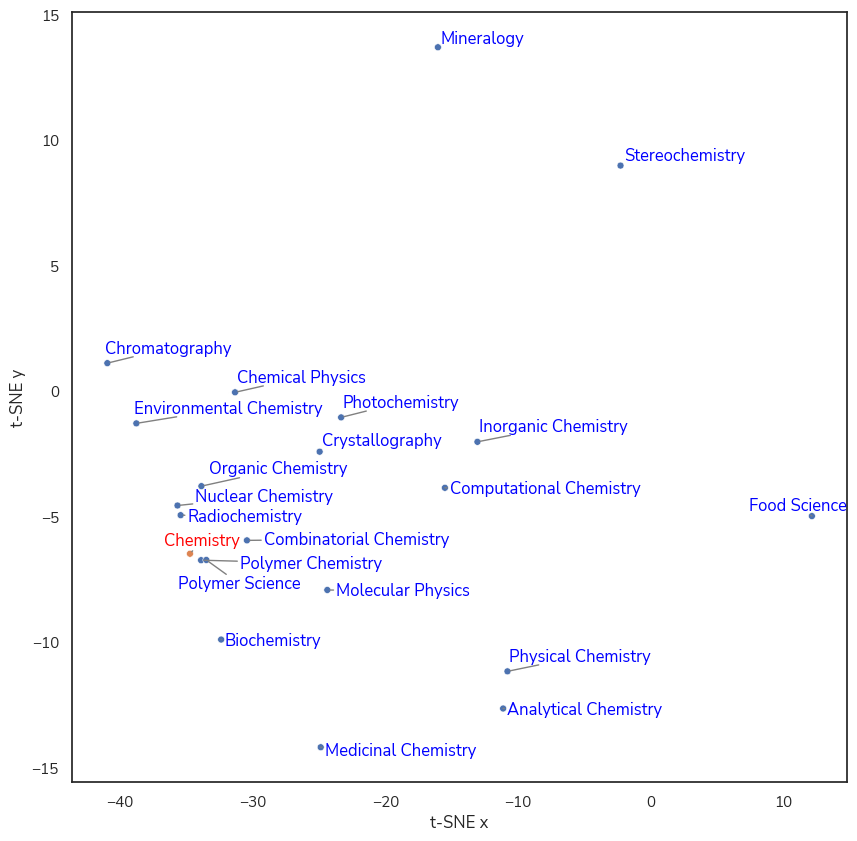 15
Mineralogy
10
Stereochemistry
5
Chromatography
0
Chemical Physics
Photochemistry
Environmental Chemistry
Inorganic Chemistry
Crystallography
Organic Chemistry
Computational Chemistry
Nuclear Chemistry
Food Science
−5
Radiochemistry
Chemistry
Combinatorial Chemistry
Polymer Chemistry
Polymer Science
Molecular Physics
−10
Biochemistry
Physical Chemistry
Analytical Chemistry
Medicinal Chemistry
−15
t-SNE y
−40 −30 −20 −10 0 10
t-SNE x